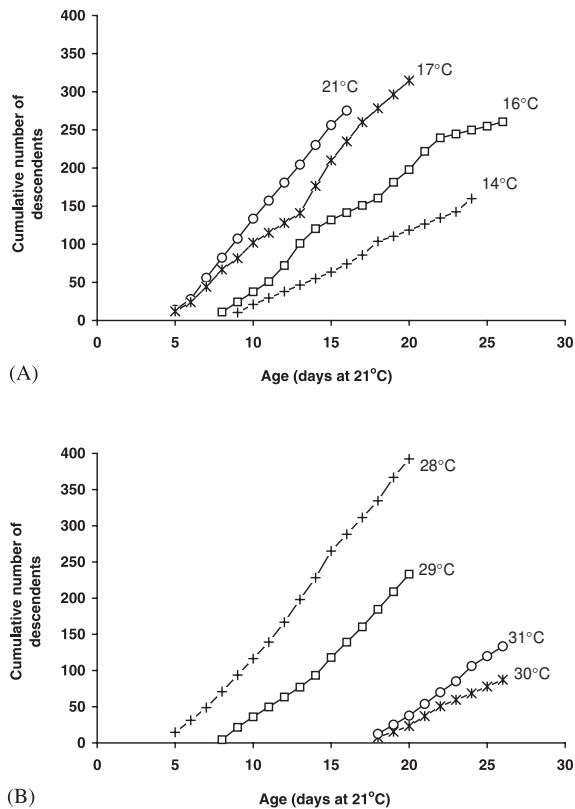 400
350
300
250
200
150
100
50
0
Cumulative number of
descendents
21°C
17°C
16°C
14°C
0 5 10 15 20 25 30
(A)
Age (days at 21°C)
400
350
300
250
200
150
100
50
0
Cumulative number of
descendents
28°C
29°C
31°C
30°C
0 5 10 15 20 25 30
(B)
Age (days at 21°C)